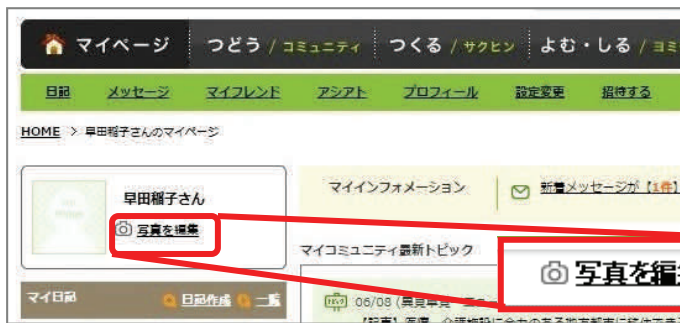 マイページ つどう / コミュニティ つくる / サクヒン よむ・しる / ヨミ
日記 メッセージ マイフレンド アシアト プロフィール 設定変更 招待する
HOME > 早田稲子さんのマイページ
早田稲子さん
写真を編集
マイインフォメーション 新着メッセージが【1件】
マイコミュニティ最新トピック
写真を編
マイ日記 日記作成 一覧
06/08